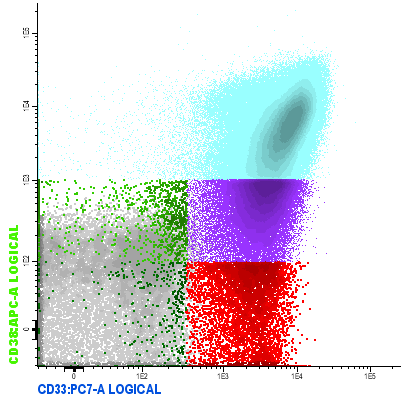 1E5
1E4
1E3
1E2
0
CD38:APC-A LOGICAL
0 1E2 1E3 1E4 1E5
CD33:PC7-A LOGICAL